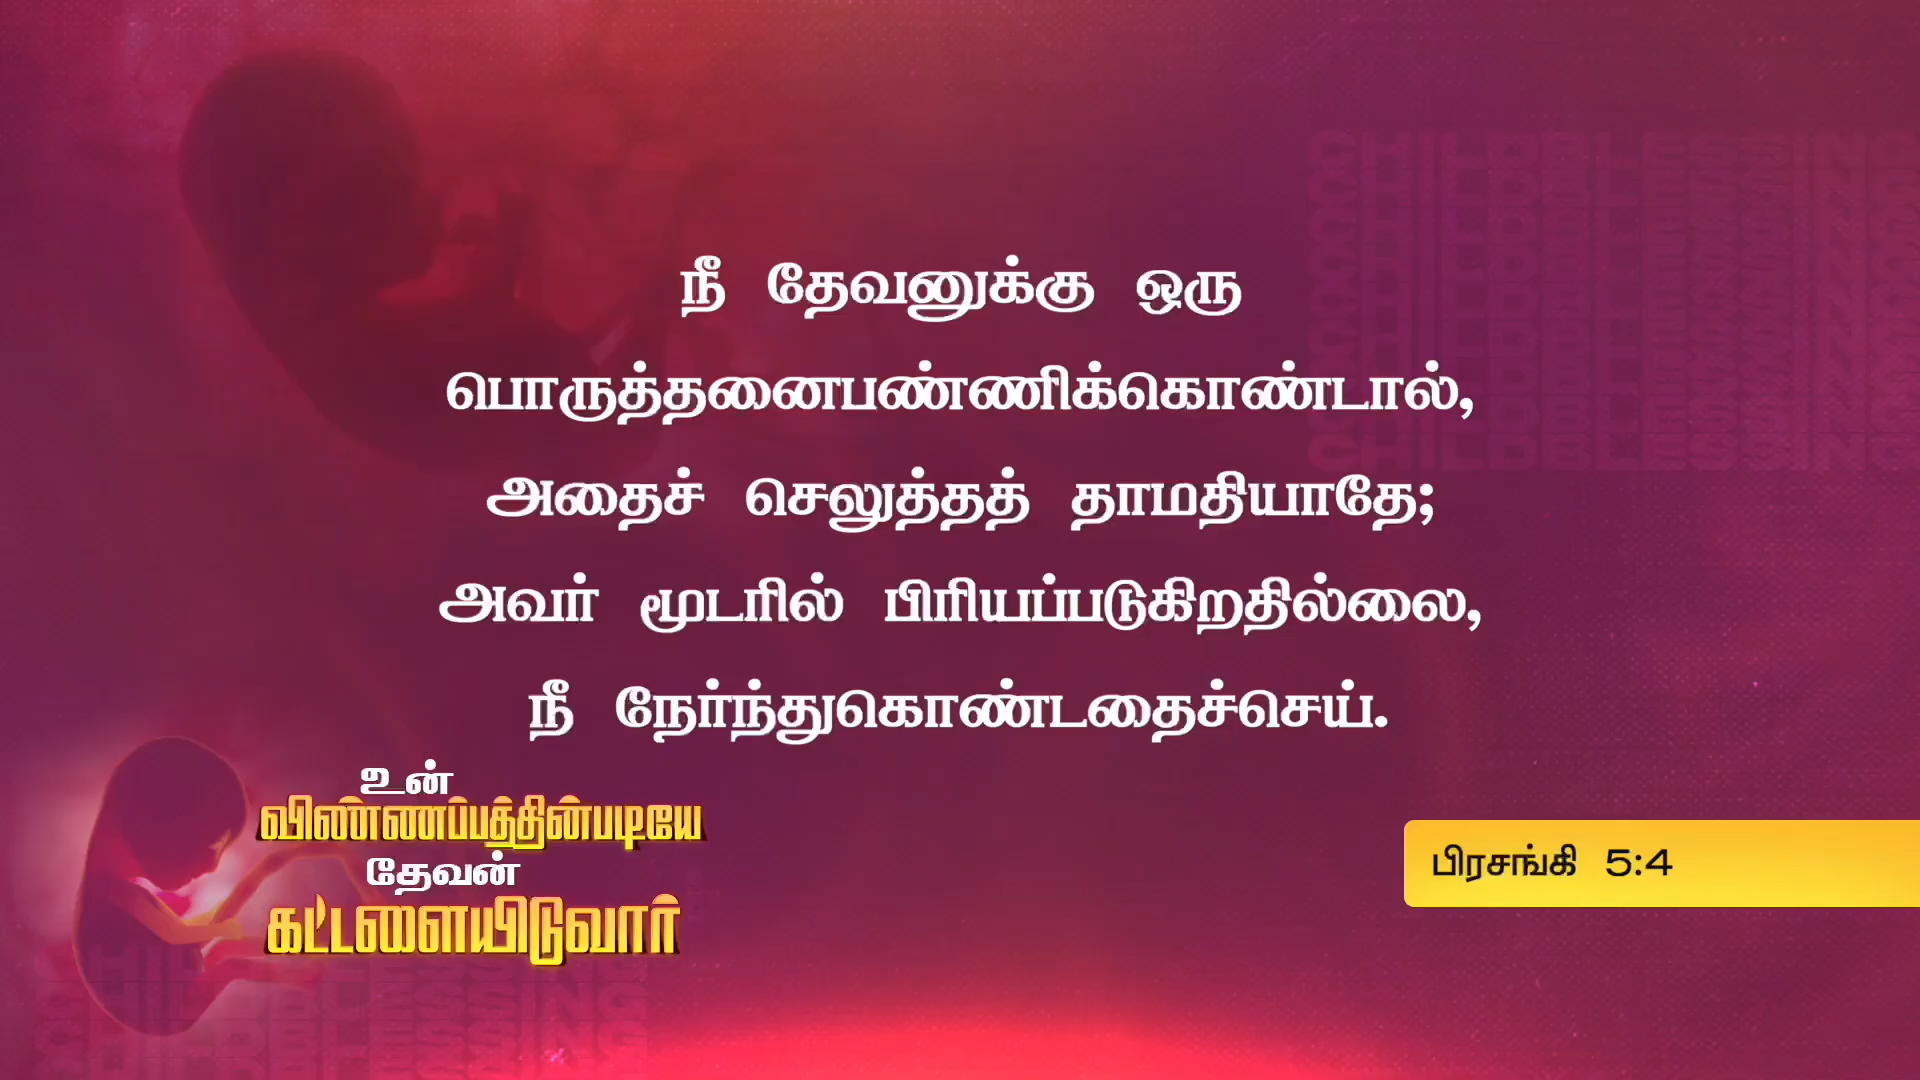 நீ தேவனுக்கு ஒரு
பொருத்தனைபண்ணிக்கொண்டால்,
அதைச் செலுத்தத் தாமதியாதே;
அவர் மூடரில் பிரியப்படுகிறதில்லை,
நீ நேர்ந்துகொண்டதைச்செய்.
உன்
விண்ணப்பத்தின்படியே
தேவன்
கட்டளையிடுவார்
பிரசங்கி 5:4
CHILDBLESSING